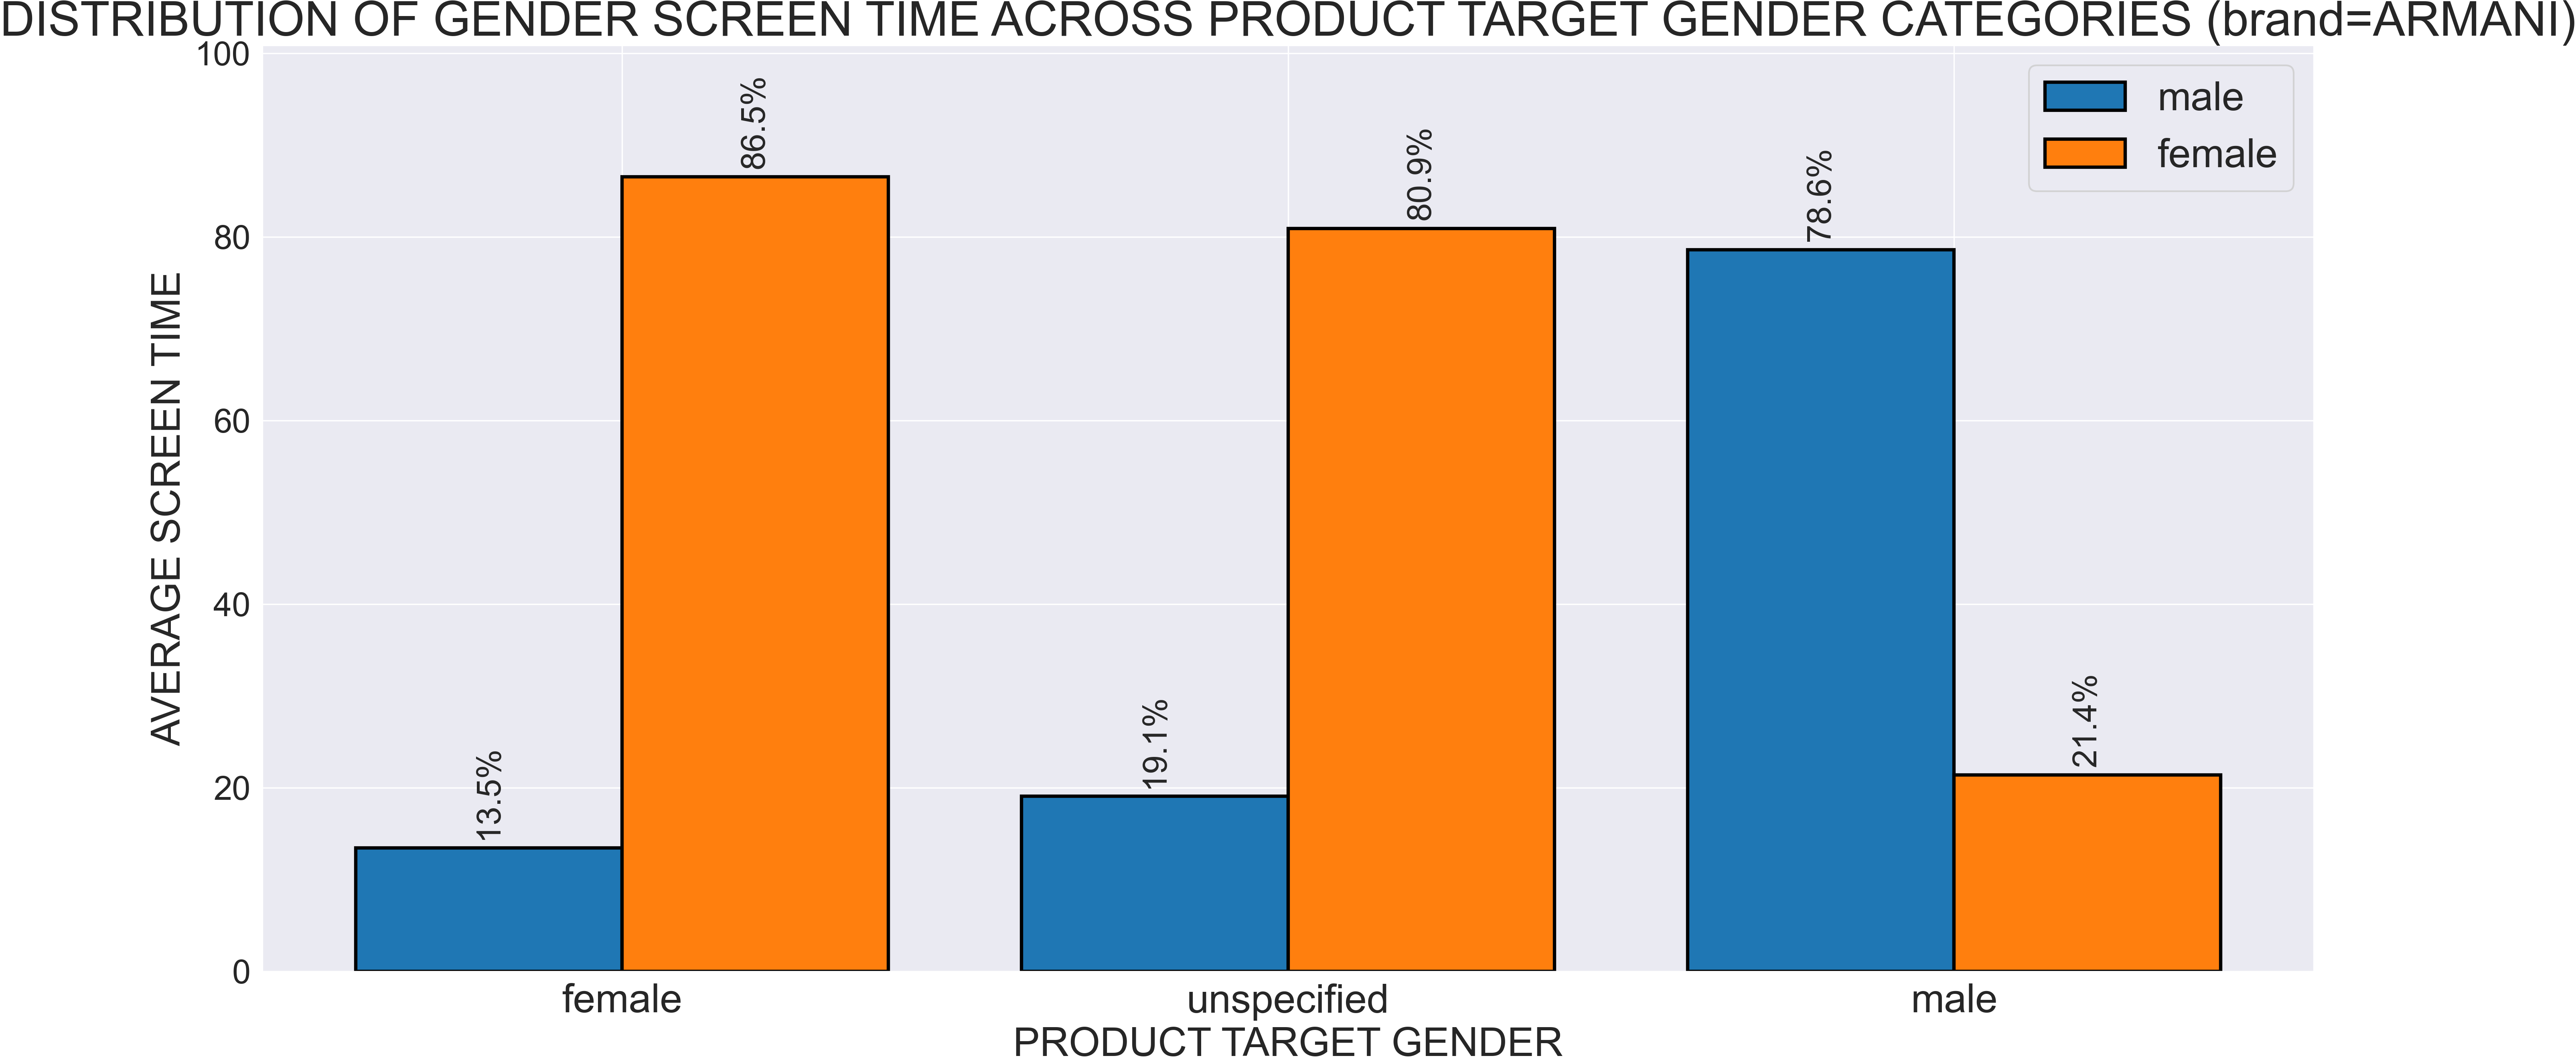 DISTRIBUTION OF GENDER SCREEN TIME ACROSS PRODUCT TARGET GENDER CATEGORIES (brand=ARMANI)
100
80
60
40
20
0
AVERAGE SCREEN TIME
13.5%
86.5%
19.1%
80.9%
78.6%
21.4%
male
female
female
unspecified
male
PRODUCT TARGET GENDER